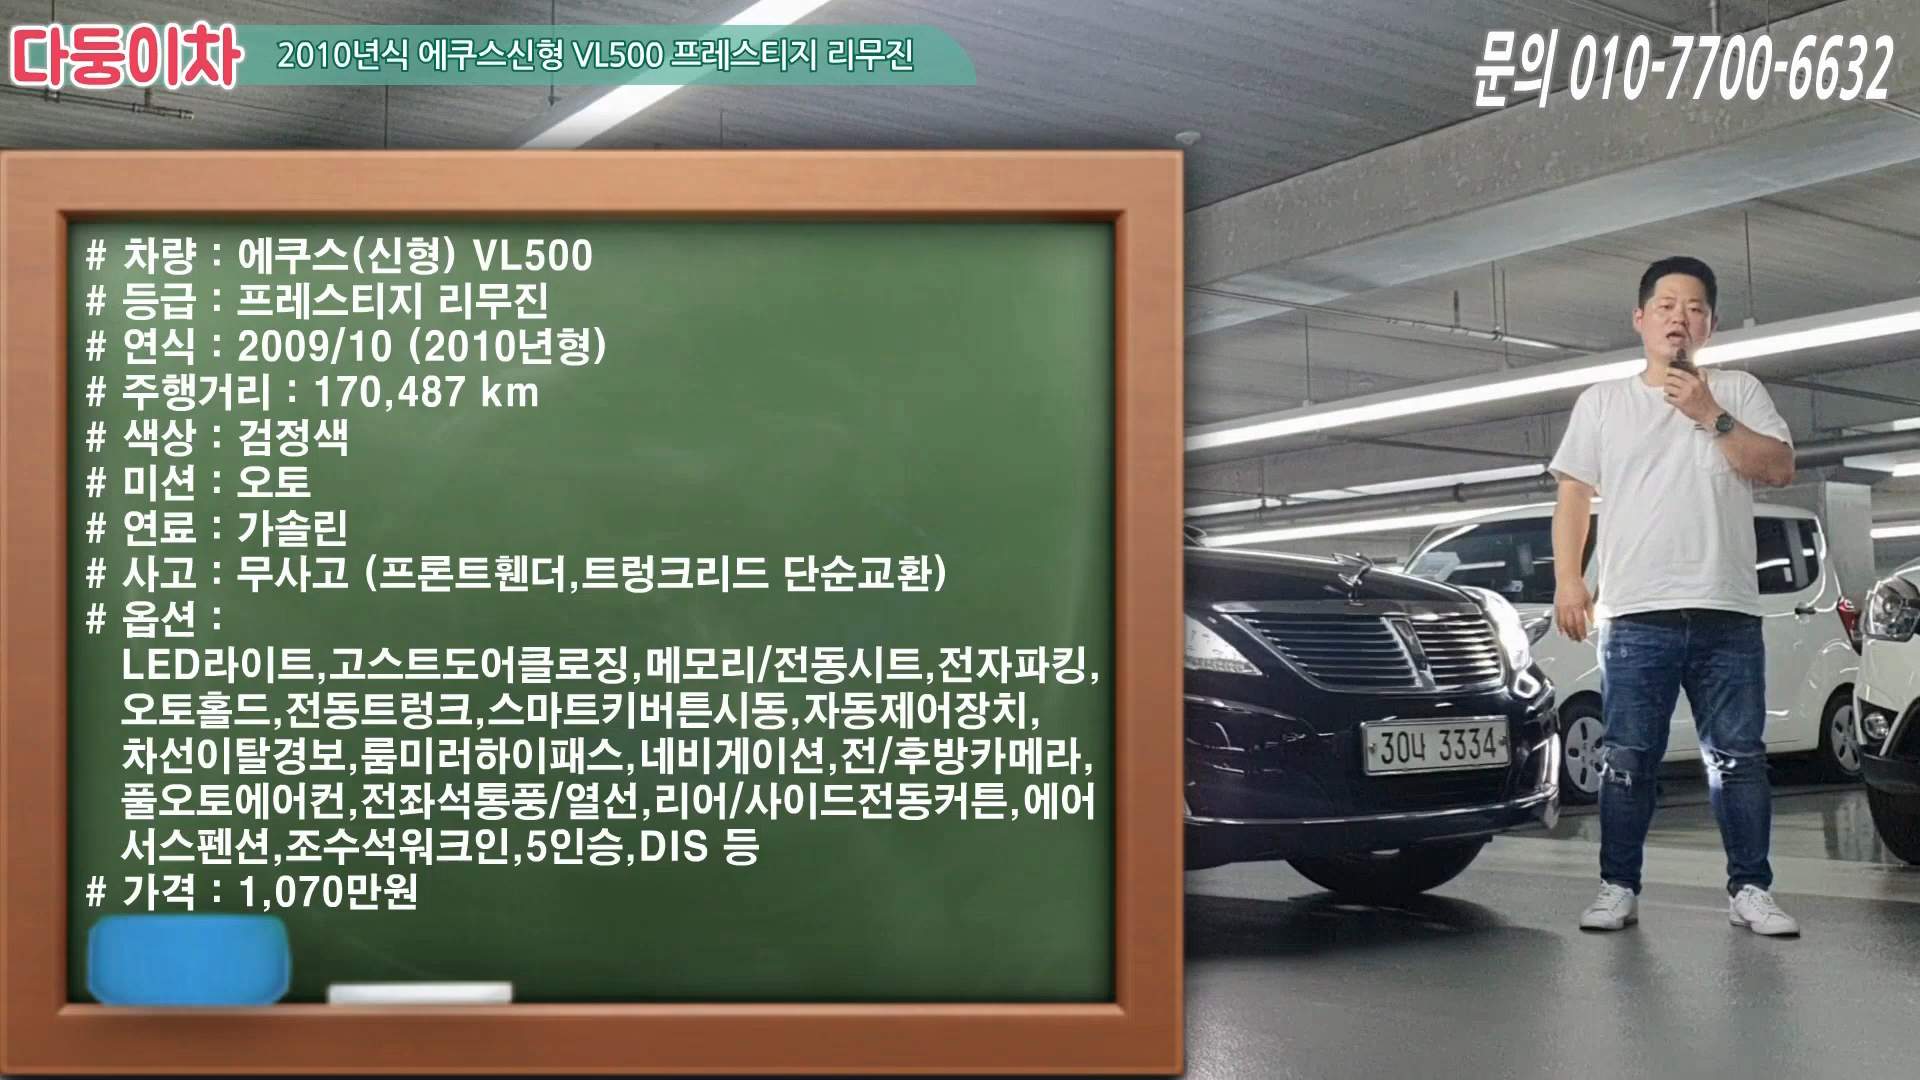 다둥이차
2010년식 에쿠스신형 VL500 프레스티지 리무진
문의 010-7700-6632
# 차량 : 에쿠스(신형) VL500
# 등급 : 프레스티지 리무진
# 연식 : 2009/10 (2010년형)
# 주행거리 : 170,487 km
# 색상 : 검정색
# 미션 : 오토
# 연료 : 가솔린
# 사고 : 무사고 (프론트휀더,트렁크리드 단순교환)
# 옵션 :
LED라이트,고스트도어클로징,메모리/전동시트,전자파킹,
오토홀드,전동트렁크,스마트키버튼시동,자동제어장치,
차선이탈경보,룸미러하이패스,네비게이션,전/후방카메라,
풀오토에어컨,전좌석통풍/열선,리어/사이드전동커튼,에어
서스펜션,조수석워크인,5인승,DIS 등
# 가격 : 1,070만원
30너 3334